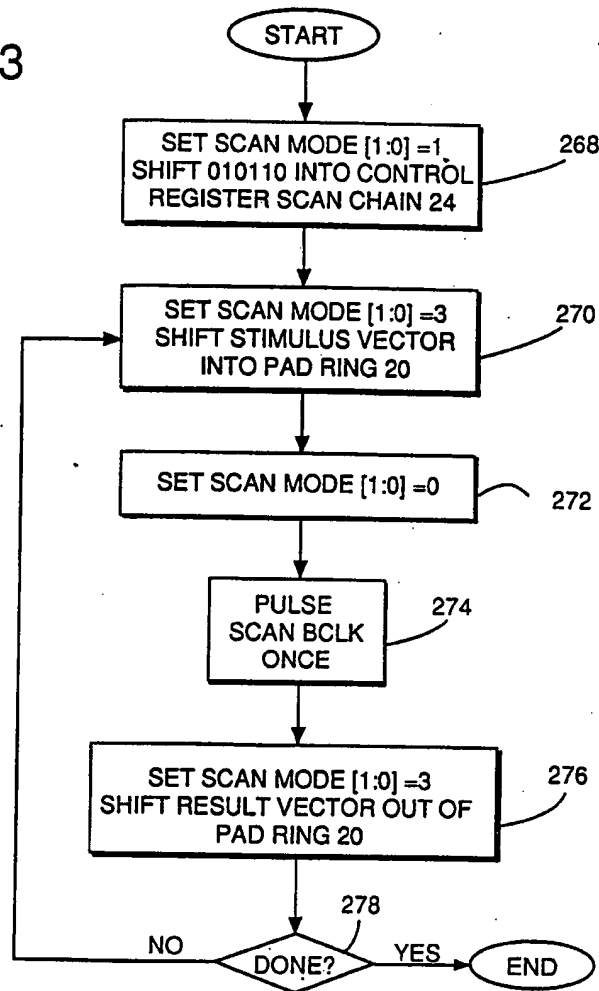 3
START
SET SCAN MODE [1:0] =1
SHIFT 010110 INTO CONTROL
REGISTER SCAN CHAIN 24
268
SET SCAN MODE [1:0] =3
SHIFT STIMULUS VECTOR
INTO PAD RING 20
270
SET SCAN MODE [1:0] =0
272
PULSE
SCAN BCLK
ONCE
274
SET SCAN MODE [1:0] =3
SHIFT RESULT VECTOR OUT OF
PAD RING 20
276
278
NO
DONE?
YES
END